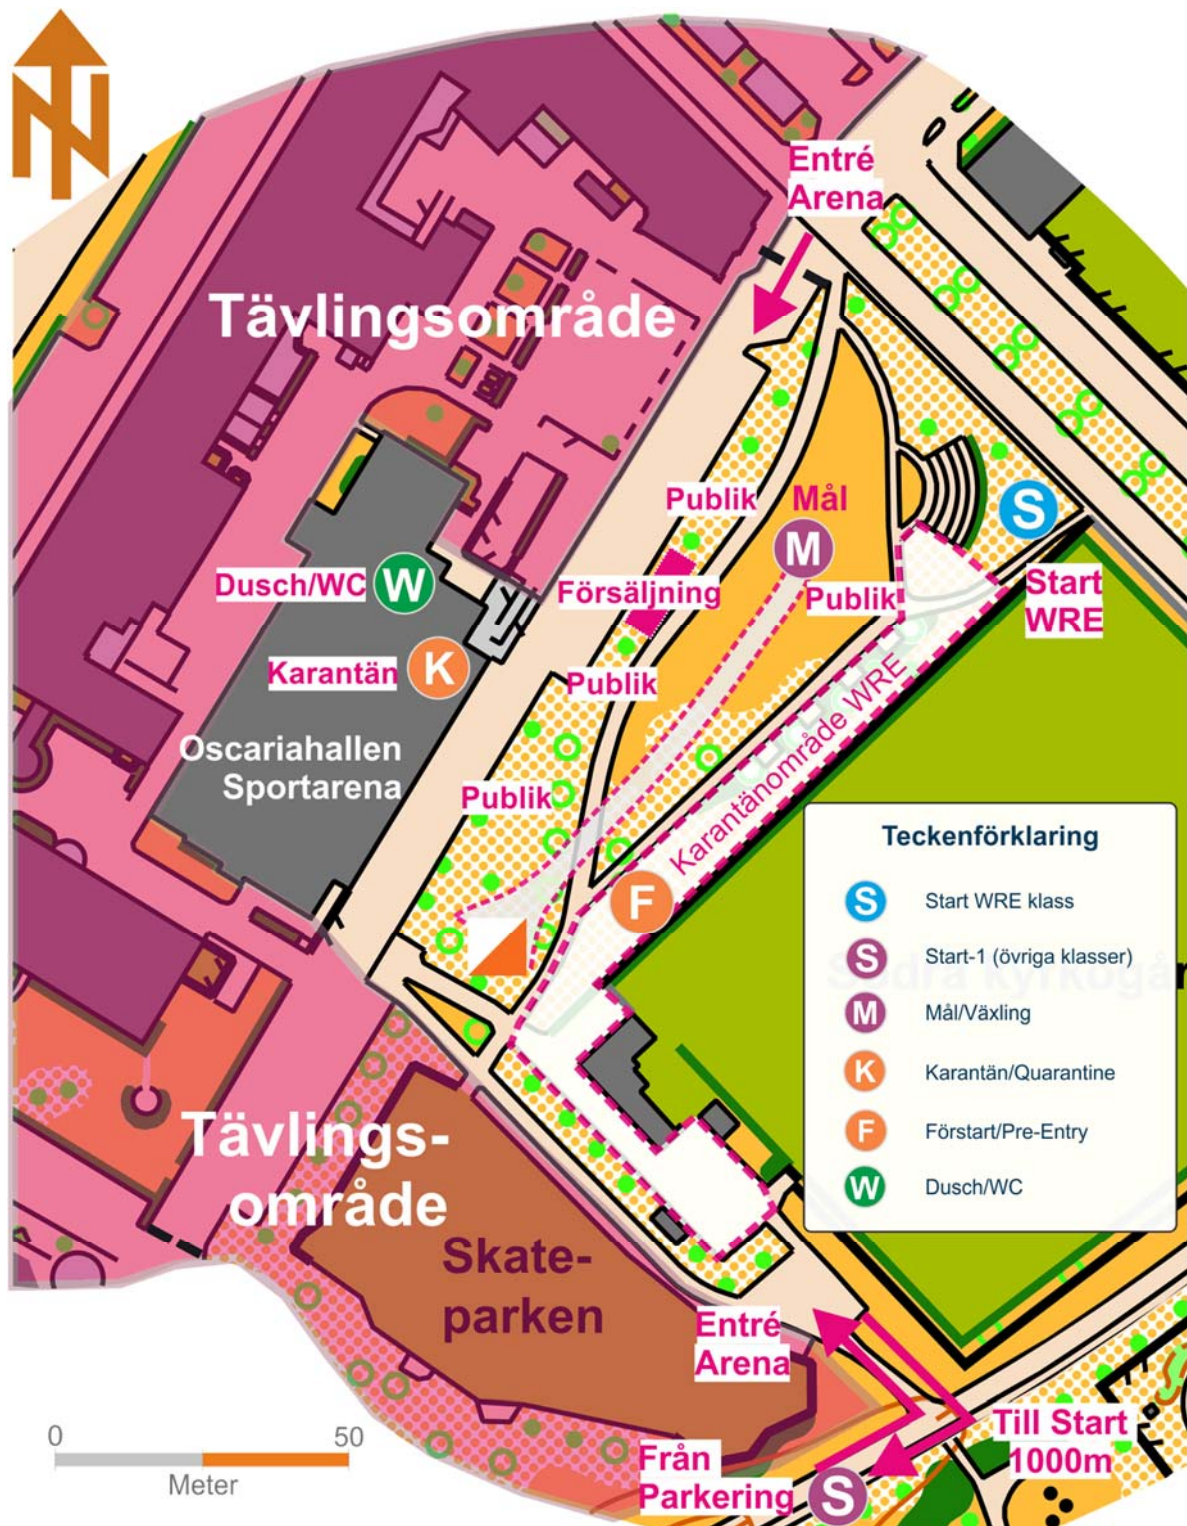 N
Entré
Arena
Tävlingsområde
Publik
Mål
M
S
Start
WRE
Dusch/WC
W
Försäljning
Publik
Karantän
K
Publik
Karantänområde WRE
Oscariahallen
Sportarena
Publik
F
Södra kyrkogår
Teckenförklaring
S Start WRE klass
S Start-1 (övriga klasser)
M Mål/Växling
K Karantän/Quarantine
F Förstart/Pre-Entry
W Dusch/WC
Tävlings-
område
Skate-
parken
Entré
Arena
Till Start
1000m
Från
Parkering
S
0 50
Meter